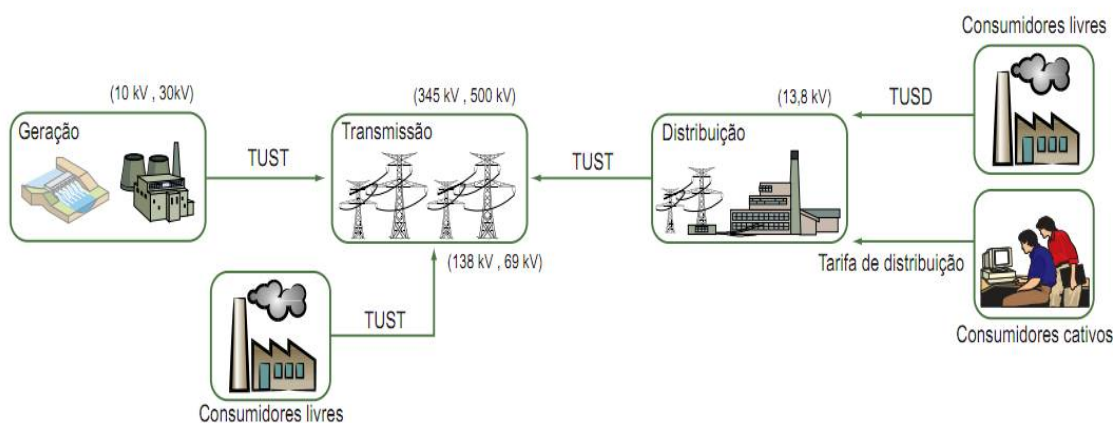 Consumidores livres
(10 kV , 30kV)
(345 kV , 500 kV)
(13,8 kV)
TUSD
Geração
Transmissão
Distribuição
TUST
TUST
(138 kV , 69 kV)
Tarifa de distribuição
TUST
Consumidores cativos
Consumidores livres